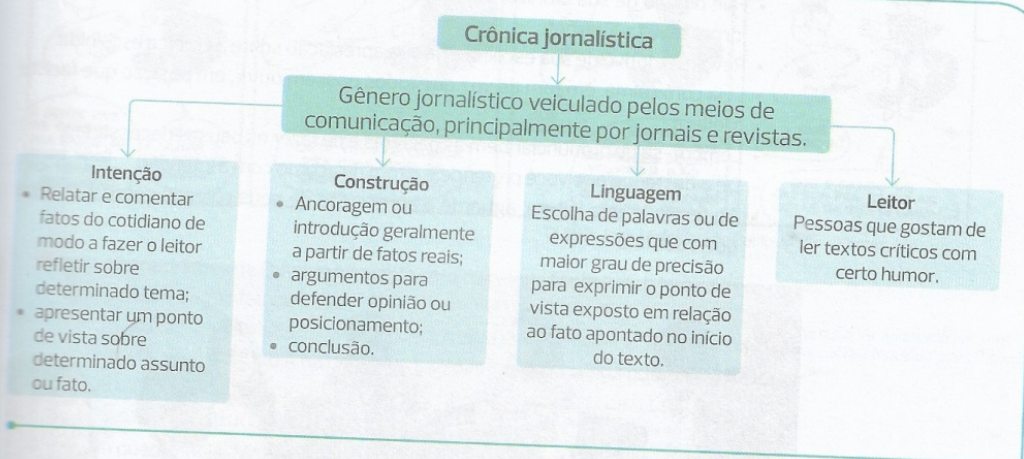 Crônica jornalística
Gênero jornalístico veiculado pelos meios de
comunicação, principalmente por jornais e revistas.
Intenção
• Relatar e comentar
fatos do cotidiano de
modo a fazer o leitor
refletir sobre
determinado tema;
• apresentar um ponto
de vista sobre
determinado assunto
ou fato.
Construção
• Ancoragem ou
introdução geralmente
a partir de fatos reais;
• argumentos para
defender opinião ou
posicionamento;
• conclusão.
Linguagem
Escolha de palavras ou de
expressões que com
maior grau de precisão
para exprimir o ponto de
vista exposto em relação
ao fato apontado no início
do texto.
Leitor
Pessoas que gostam de
ler textos críticos com
certo humor.